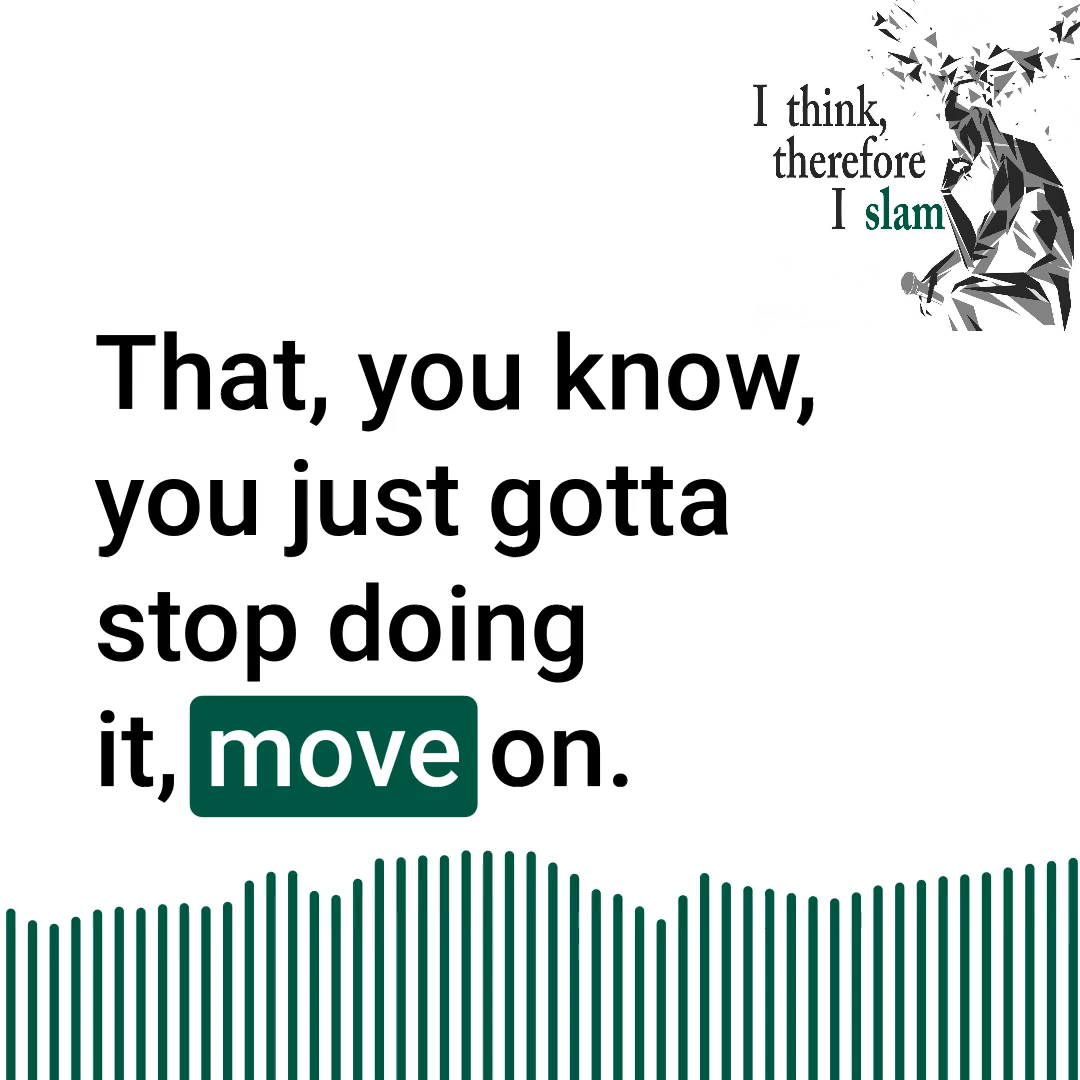 I think,
therefore
I slam
That, you know,
you just gotta
stop doing
it, move on.